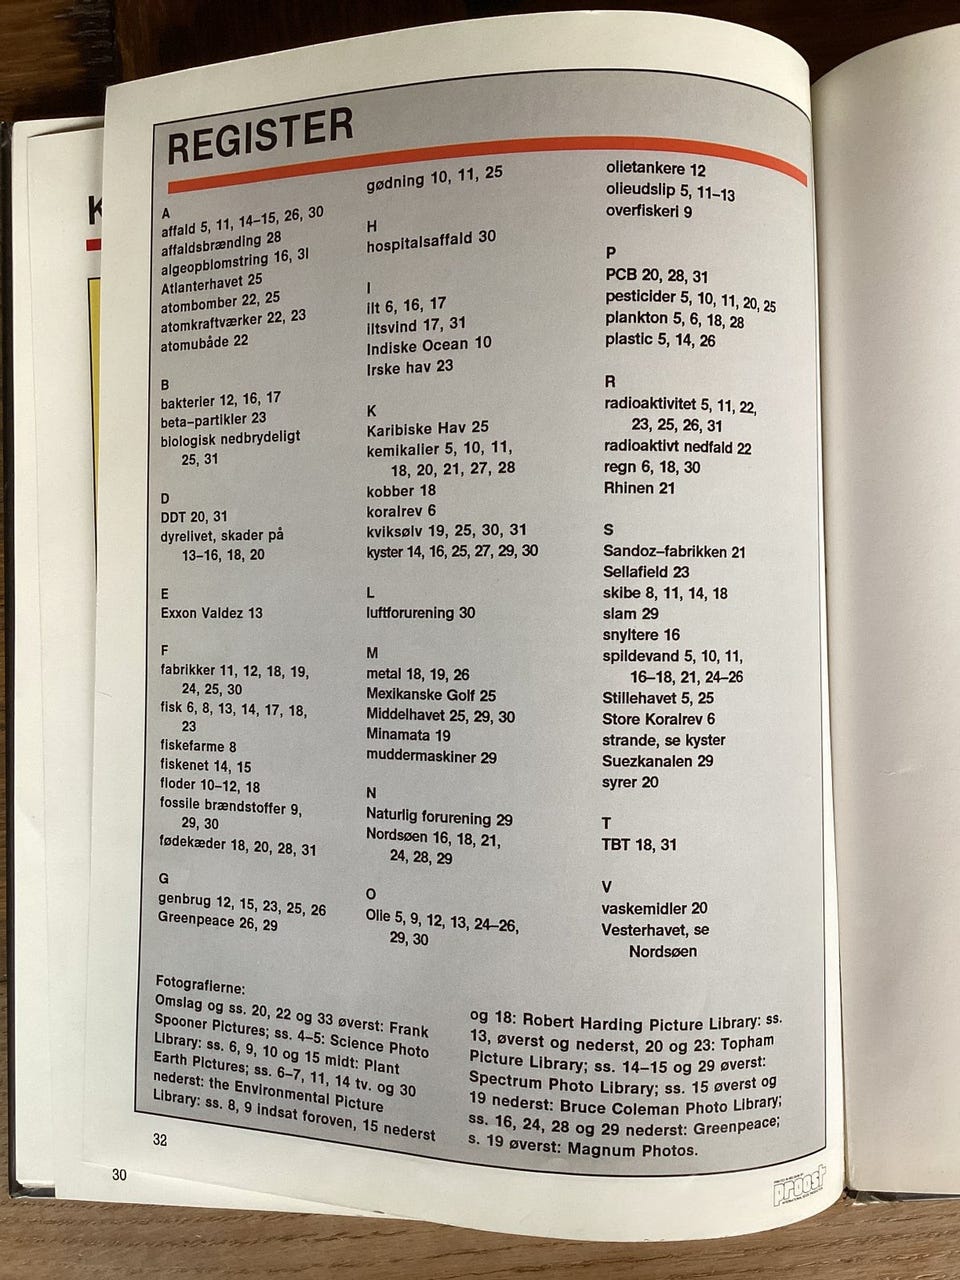 REGISTER
A
affald 5, 11, 14–15, 26, 30
affaldsbrænding 28
algeopblomstring 16, 31
Atlanterhavet 25
atombomber 22, 25
atomkraftværker 22, 23
atomubåde 22
B
bakterier 12, 16, 17
beta–partikler 23
biologisk nedbrydeligt
25, 31
D
DDT 20, 31
dyrelivet, skader på
13–16, 18, 20
E
Exxon Valdez 13
F
fabrikker 11, 12, 18, 19,
24, 25, 30
fisk 6, 8, 13, 14, 17, 18,
23
fiskefarme 8
fiskenet 14, 15
floder 10–12, 18
fossile brændstoffer 9,
29, 30
fødekæder 18, 20, 28, 31
G
genbrug 12, 15, 23, 25, 26
Greenpeace 26, 29
gødning 10, 11, 25
H
hospitalsaffald 30
I
ilt 6, 16, 17
iltsvind 17, 31
Indiske Ocean 10
Irske hav 23
K
Karibiske Hav 25
kemikalier 5, 10, 11,
18, 20, 21, 27, 28
kobber 18
koralrev 6
kviksølv 19, 25, 30, 31
kyster 14, 16, 25, 27, 29, 30
L
luftforurening 30
M
metal 18, 19, 26
Mexikanske Golf 25
Middelhavet 25, 29, 30
Minamata 19
muddermaskiner 29
N
Naturlig forurening 29
Nordsøen 16, 18, 21,
24, 28, 29
O
Olie 5, 9, 12, 13, 24–26,
29, 30
olietankere 12
olieudslip 5, 11–13
overfiskeri 9
P
PCB 20, 28, 31
pesticider 5, 10, 11, 20, 25
plankton 5, 6, 18, 28
plastic 5, 14, 26
R
radioaktivitet 5, 11, 22,
23, 25, 26, 31
radioaktivt nedfald 22
regn 6, 18, 30
Rhinen 21
S
Sandoz–fabrikken 21
Sellafield 23
skibe 8, 11, 14, 18
slam 29
snyltere 16
spildevand 5, 10, 11,
16–18, 21, 24–26
Stillehavet 5, 25
Store Koralrev 6
strande, se kyster
Suezkanalen 29
syrer 20
T
TBT 18, 31
V
vaskemidler 20
Vesterhavet, se
Nordsøen
Fotografierne:
Omslag og ss. 20, 22 og 33 øverst: Frank
Spooner Pictures; ss. 4–5: Science Photo
Library: ss. 6, 9, 10 og 15 midt: Plant
Earth Pictures; ss. 6–7, 11, 14 tv. og 30
nederst: the Environmental Picture
Library: ss. 8, 9 indsat foroven, 15 nederst
og 18: Robert Harding Picture Library: ss.
13, øverst og nederst, 20 og 23: Topham
Picture Library; ss. 14–15 og 29 øverst:
Spectrum Photo Library; ss. 15 øverst og
19 nederst: Bruce Coleman Photo Library;
ss. 16, 24, 28 og 29 nederst: Greenpeace;
s. 19 øverst: Magnum Photos.
32
30
proost